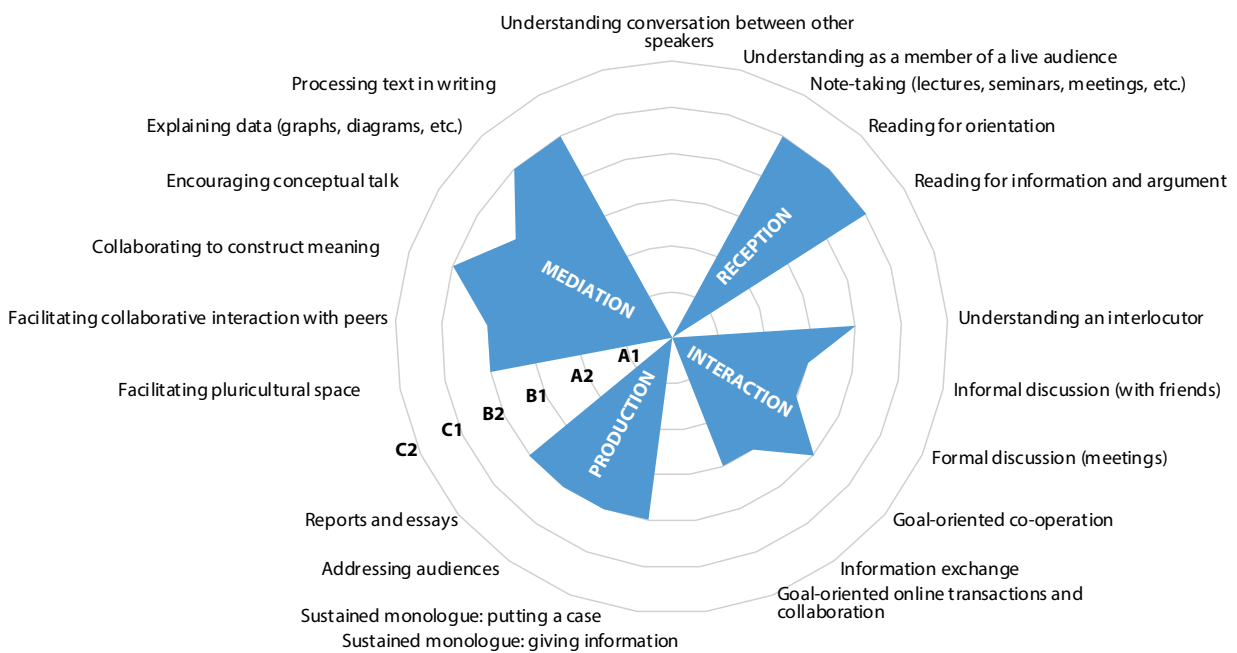 Understanding conversation between other
speakers
Understanding as a member of a live audience
Processing text in writing
Note-taking (lectures, seminars, meetings, etc.)
Explaining data (graphs, diagrams, etc.)
Reading for orientation
Encouraging conceptual talk
Reading for information and argument
Collaborating to construct meaning
RECEPTION
MEDIATION
Facilitating collaborative interaction with peers
Understanding an interlocutor
A1
INTERACTION
A2
Facilitating pluricultural space
Informal discussion (with friends)
B1
B2
PRODUCTION
C1
C2
Formal discussion (meetings)
Reports and essays
Goal-oriented co-operation
Addressing audiences
Information exchange
Goal-oriented online transactions and
collaboration
Sustained monologue: putting a case
Sustained monologue: giving information